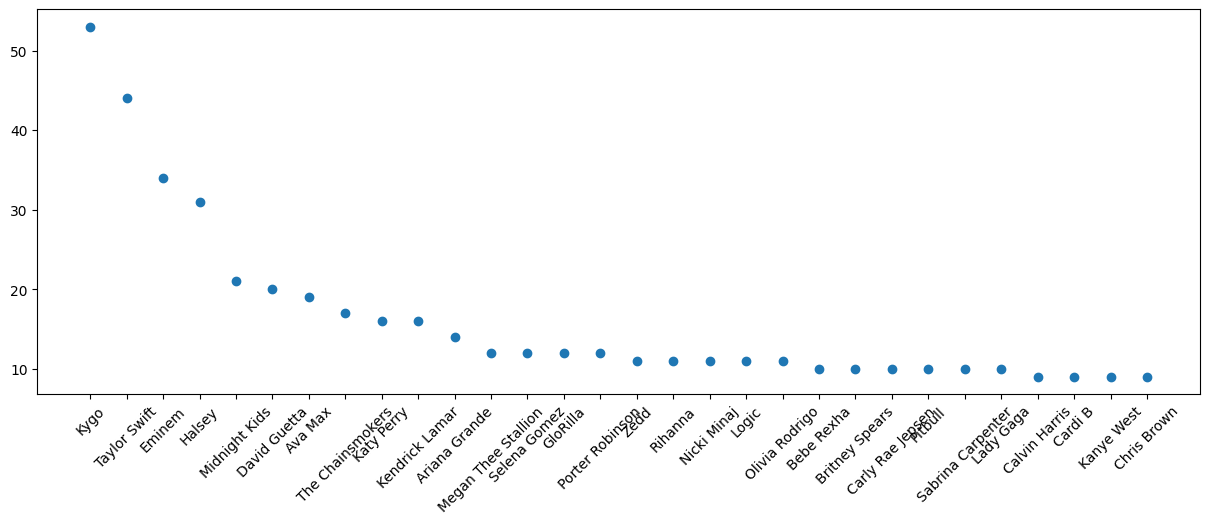 50
40
30
20
10
Kygo
Taylor Swift
Eminem
Halsey
Midnight Kids
David Guetta
Ava Max
The Chainsmokers
Katy Perry
Kendrick Lamar
Ariana Grande
Megan Thee Stallion
Selena Gomez
GloRilla
Porter Robinson
Zedd
Rihanna
Nicki Minaj
Logic
Olivia Rodrigo
Bebe Rexha
Britney Spears
Carly Rae Jepsen
Pitbull
Sabrina Carpenter
Lady Gaga
Calvin Harris
Cardi B
Kanye West
Chris Brown